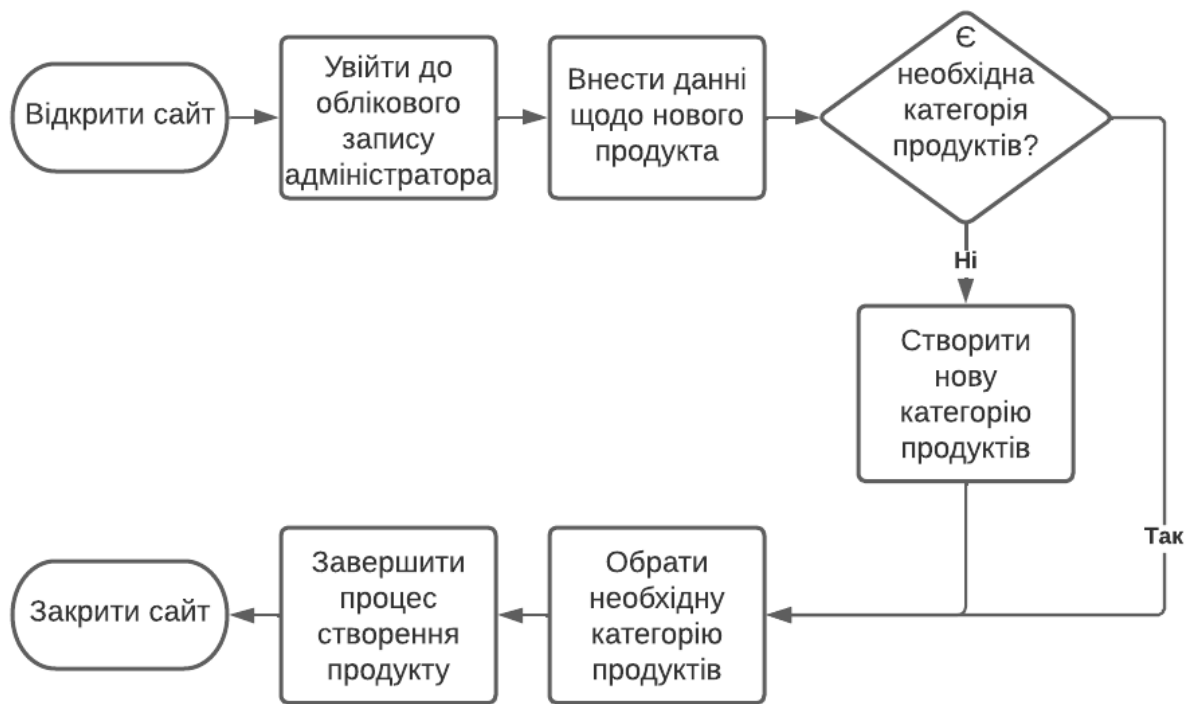 Відкрити сайт
Увійти до
облікового
запису
адміністратора
Внести данні
щодо нового
продукта
Є
необхідна
категорія
продуктів?
Ні
Створити
нову
категорію
продуктів
Так
Обрати
необхідну
категорію
продуктів
Завершити
процес
створення
продукту
Закрити сайт